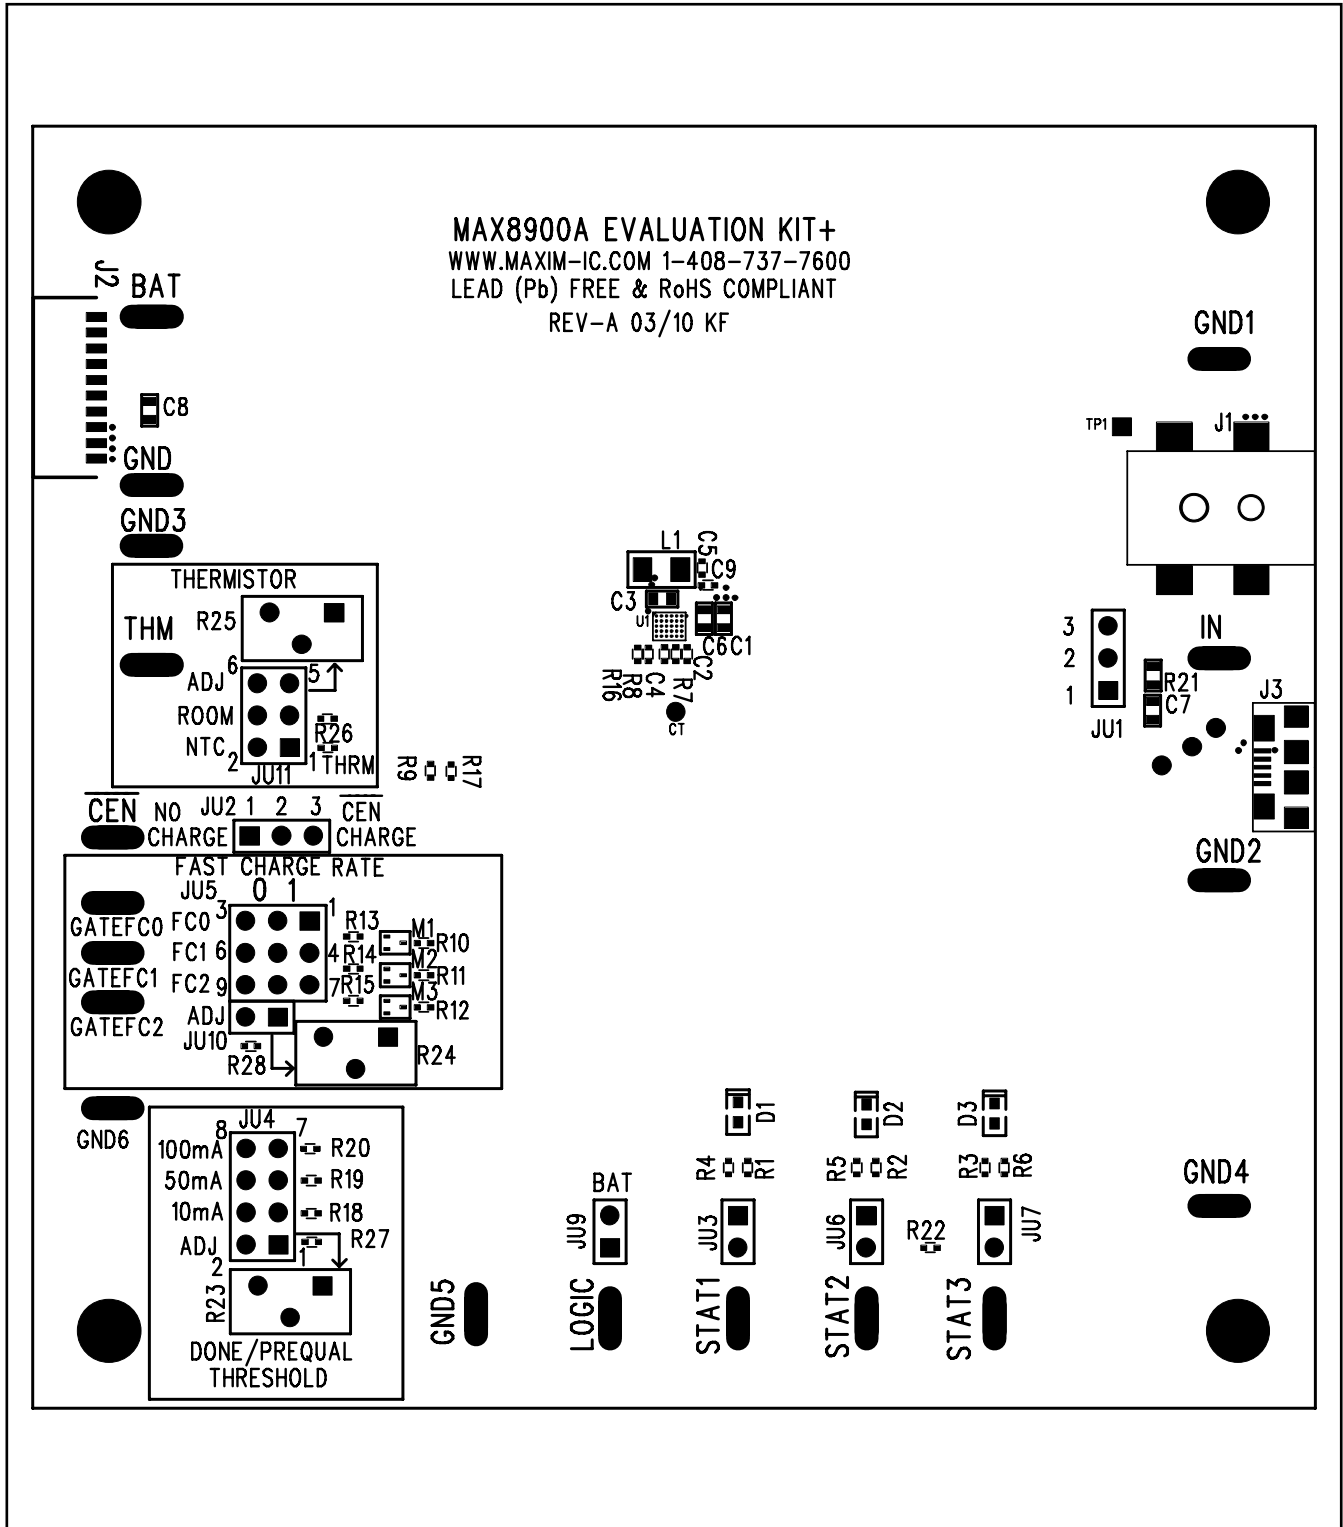 MAX8900A EVALUATION KIT+
WWW.MAXIM-IC.COM 1-408-737-7600
LEAD (Pb) FREE & RoHS COMPLIANT
REV-A 03/10 KF
J2
BAT
C8
GND
GND3
GND1
TP1
J1
L1
C5
C9
C3
U1
C6
C1
R16
R8
C4
R7
C2
CT
THERMISTOR
R25
THM
6
5
ADJ
ROOM
R26
NTC
2
1
THRM
JU11
R9
R17
3
2
1
JU1
IN
R21
C7
J3
GND2
CEN
NO
CHARGE
JU2
1 2 3
CEN
CHARGE
FAST CHARGE RATE
JU5
0 1
3
1
GATEFC0
FC0
R13
M1
R10
GATEFC1
FC1
6
4
R14
M2
R11
GATEFC2
FC2
9
7
R15
M3
R12
ADJ
JU10
R28
R24
GND6
JU4
8
7
100mA
R20
50mA
R19
10mA
R18
ADJ
R27
2
1
R23
DONE/PREQUAL
THRESHOLD
D1
D2
D3
R4
R1
R5
R2
R3
R6
BAT
JU9
JU3
JU6
R22
JU7
GND4
GND5
LOGIC
STAT1
STAT2
STAT3